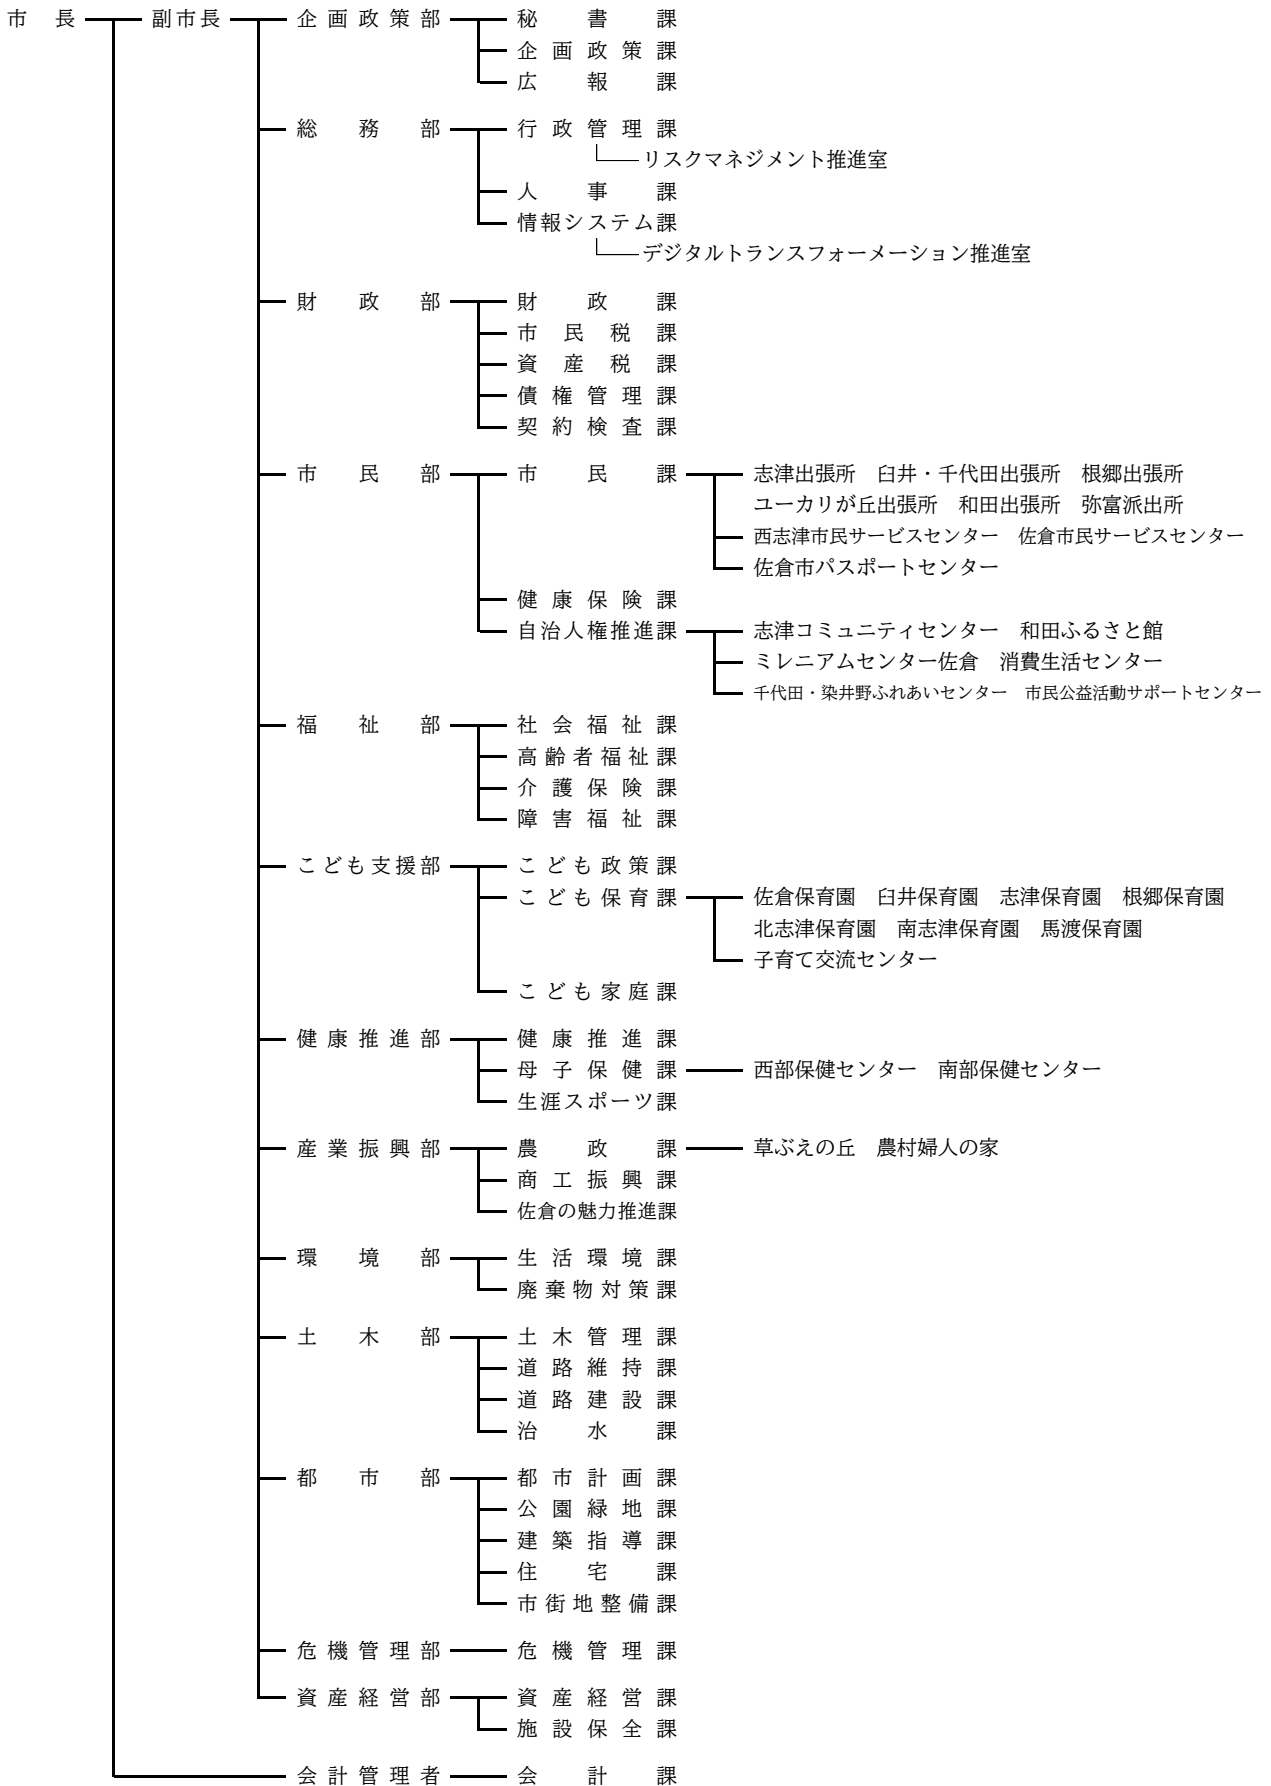 市長 副市長 企画政策部 秘書課
企画政策課
広報課
総務部 行政管理課
リスクマネジメント推進室
人事課
情報システム課
デジタルトランスフォーメーション推進室
財政部 財政課
市民税課
資産税課
債権管理課
契約検査課
市民部 市民課 志津出張所 臼井・千代田出張所 根郷出張所
ユーカリが丘出張所 和田出張所 弥富派出所
西志津市民サービスセンター 佐倉市民サービスセンター
佐倉市パスポートセンター
健康保険課
自治人権推進課 志津コミュニティセンター 和田ふるさと館
ミレニアムセンター佐倉 消費生活センター
千代田・染井野ふれあいセンター 市民公益活動サポートセンター
福祉部 社会福祉課
高齢者福祉課
介護保険課
障害福祉課
こども支援部 こども政策課
こども保育課 佐倉保育園 臼井保育園 志津保育園 根郷保育園
北志津保育園 南志津保育園 馬渡保育園
子育て交流センター
こども家庭課
健康推進部 健康推進課
母子保健課 西部保健センター 南部保健センター
生涯スポーツ課
産業振興部 農政課 草ぶえの丘 農村婦人の家
商工振興課
佐倉の魅力推進課
環境部 生活環境課
廃棄物対策課
土木部 土木管理課
道路維持課
道路建設課
治水課
都市部 都市計画課
公園緑地課
建築指導課
住宅課
市街地整備課
危機管理部 危機管理課
資産経営部 資産経営課
施設保全課
会計管理者 会計課